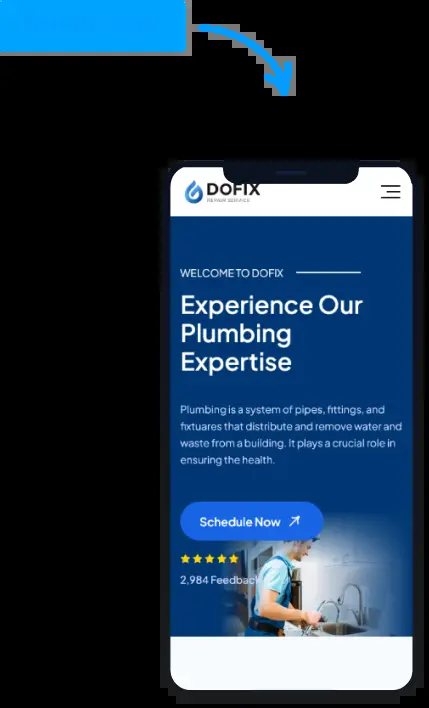 DOFIX
REPAIR SERVICE
WELCOME TO DOFIX
Experience Our
Plumbing
Expertise
Plumbing is a system of pipes, fittings, and
fixtuares that distribute and remove water and
waste from a building. It plays a crucial role in
ensuring the health.
Schedule Now
2,984 Feedback